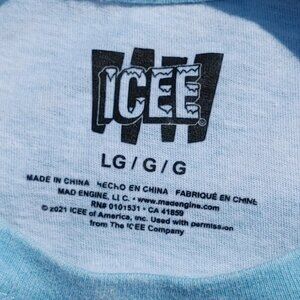 ICEE®
LG / G / G
MADE IN CHINA HECHO EN CHINA FABRIQUÉ EN CHINE
MAD ENGINE, LLC. • www.madengine.com
RN# 0101531 • CA 41859
© 2021 ICEE of America, Inc. Used with permission
from The ICEE Company